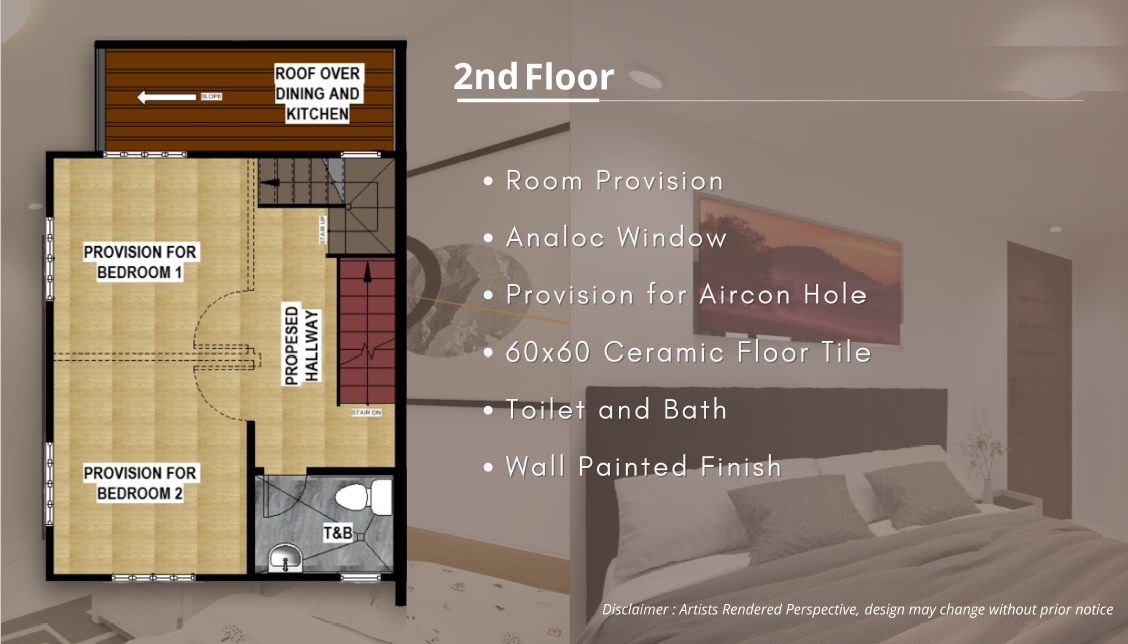 ROOF OVER
DINING AND
KITCHEN
SLOPE
PROVISION FOR
BEDROOM 1
STAIR UP
PROPESED
HALLWAY
STAIR DN
PROVISION FOR
BEDROOM 2
T&B
2nd Floor
• Room Provision
• Analoc Window
• Provision for Aircon Hole
• 60x60 Ceramic Floor Tile
• Toilet and Bath
• Wall Painted Finish
Disclaimer : Artists Rendered Perspective, design may change without prior notice